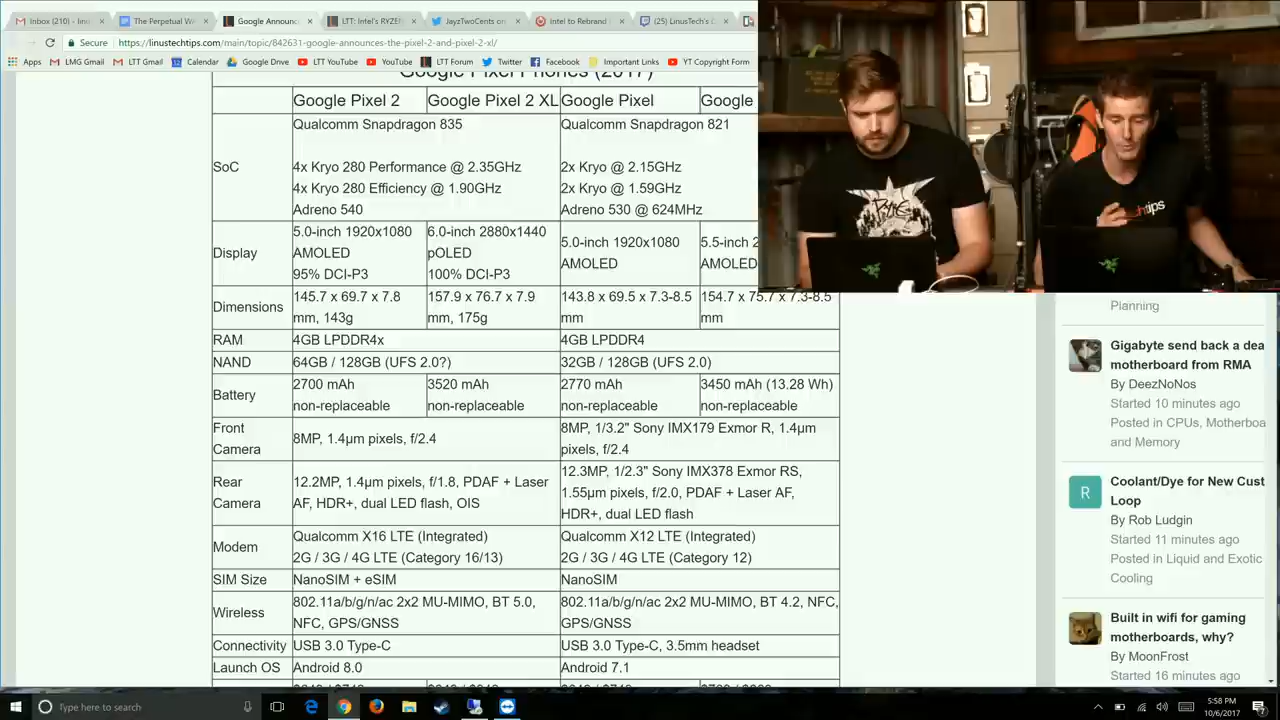 Inbox (210) - linu
The Perpetual W
Google Announc
LTT: Intel's RYZE
JayzTwoCents on
Intel to Rebrand
(25) LinusTech's
Secure
https://linustechtips.com/main/topic/842631-google-announces-the-pixel-2-and-pixel-2-xl/
Apps
LMG Gmail
LTT Gmail
Calendar
Google Drive
LTT YouTube
YouTube
LTT Forum
Twitter
Facebook
Important Links
YT Copyright Form
Google Pixel Phones (2017)
Google Pixel 2
Google Pixel 2 XL
Google Pixel
Google
SoC
Qualcomm Snapdragon 835
4x Kryo 280 Performance @ 2.35GHz
4x Kryo 280 Efficiency @ 1.90GHz
Adreno 540
Qualcomm Snapdragon 821
2x Kryo @ 2.15GHz
2x Kryo @ 1.59GHz
Adreno 530 @ 624MHz
Display
5.0-inch 1920x1080
AMOLED
95% DCI-P3
6.0-inch 2880x1440
pOLED
100% DCI-P3
5.0-inch 1920x1080
AMOLED
5.5-inch 2
AMOLED
Dimensions
145.7 x 69.7 x 7.8
mm, 143g
157.9 x 76.7 x 7.9
mm, 175g
143.8 x 69.5 x 7.3-8.5
mm
154.7 x 75.7 x 7.3-8.5
mm
RAM
4GB LPDDR4x
4GB LPDDR4
NAND
64GB / 128GB (UFS 2.0?)
32GB / 128GB (UFS 2.0)
Battery
2700 mAh
non-replaceable
3520 mAh
non-replaceable
2770 mAh
non-replaceable
3450 mAh (13.28 Wh)
non-replaceable
Front
Camera
8MP, 1.4µm pixels, f/2.4
8MP, 1/3.2" Sony IMX179 Exmor R, 1.4µm
pixels, f/2.4
Rear
Camera
12.2MP, 1.4µm pixels, f/1.8, PDAF + Laser
AF, HDR+, dual LED flash, OIS
12.3MP, 1/2.3" Sony IMX378 Exmor RS,
1.55µm pixels, f/2.0, PDAF + Laser AF,
HDR+, dual LED flash
Modem
Qualcomm X16 LTE (Integrated)
2G / 3G / 4G LTE (Category 16/13)
Qualcomm X12 LTE (Integrated)
2G / 3G / 4G LTE (Category 12)
SIM Size
NanoSIM + eSIM
NanoSIM
Wireless
802.11a/b/g/n/ac 2x2 MU-MIMO, BT 5.0,
NFC, GPS/GNSS
802.11a/b/g/n/ac 2x2 MU-MIMO, BT 4.2, NFC,
GPS/GNSS
Connectivity
USB 3.0 Type-C
USB 3.0 Type-C, 3.5mm headset
Launch OS
Android 8.0
Android 7.1
Planning
Gigabyte send back a dea
motherboard from RMA
By DeezNoNos
Started 10 minutes ago
Posted in CPUs, Motherboa
and Memory
R
Coolant/Dye for New Cust
Loop
By Rob Ludgin
Started 11 minutes ago
Posted in Liquid and Exotic
Cooling
Built in wifi for gaming
motherboards, why?
By MoonFrost
Started 16 minutes ago
Type here to search
5:58 PM
10/6/2017